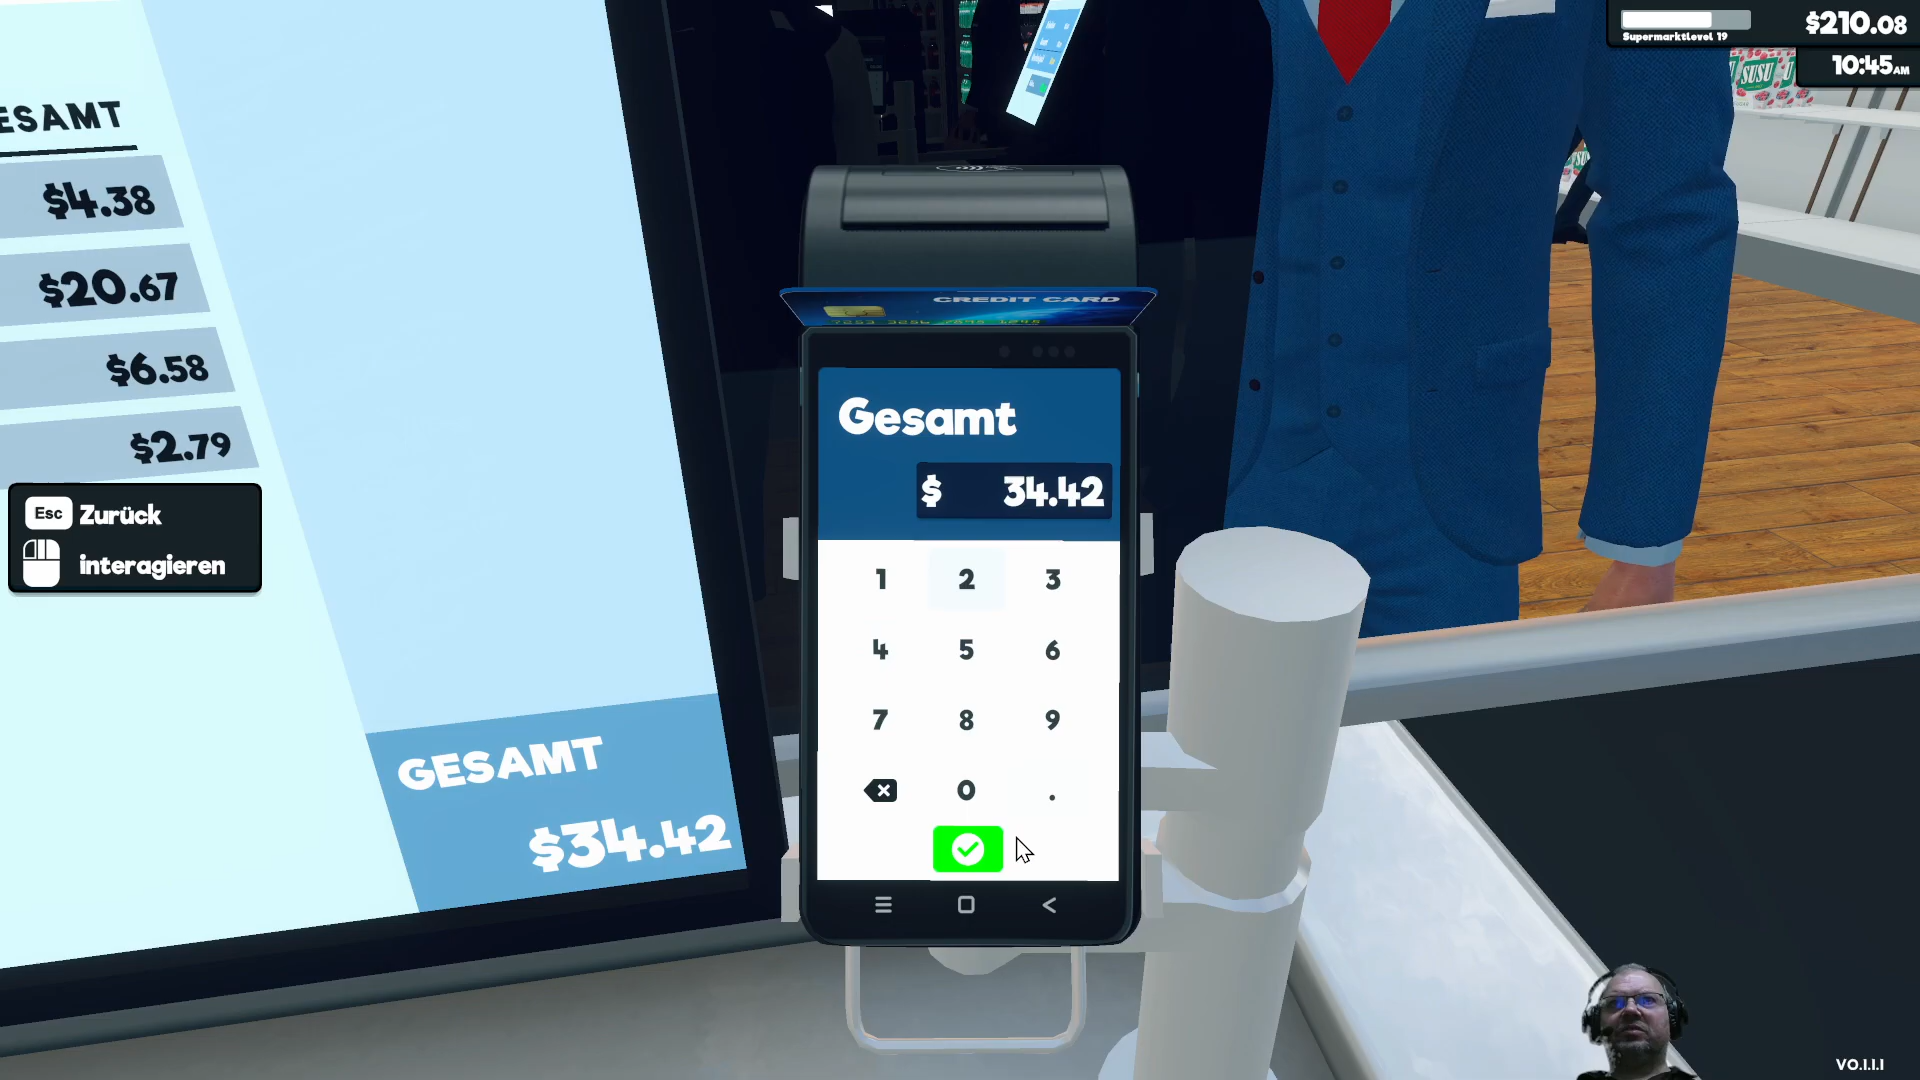 $210.08
Supermarktlevel 19
10:45AM
SUSU
ESAMT
$4.38
$20.67
$6.58
$2.79
Esc Zurück
interagieren
GESAMT
$34.42
CREDIT CARD
Gesamt
$ 34.42
1 2 3
4 5 6
7 8 9
0 .
V0.1.1.1